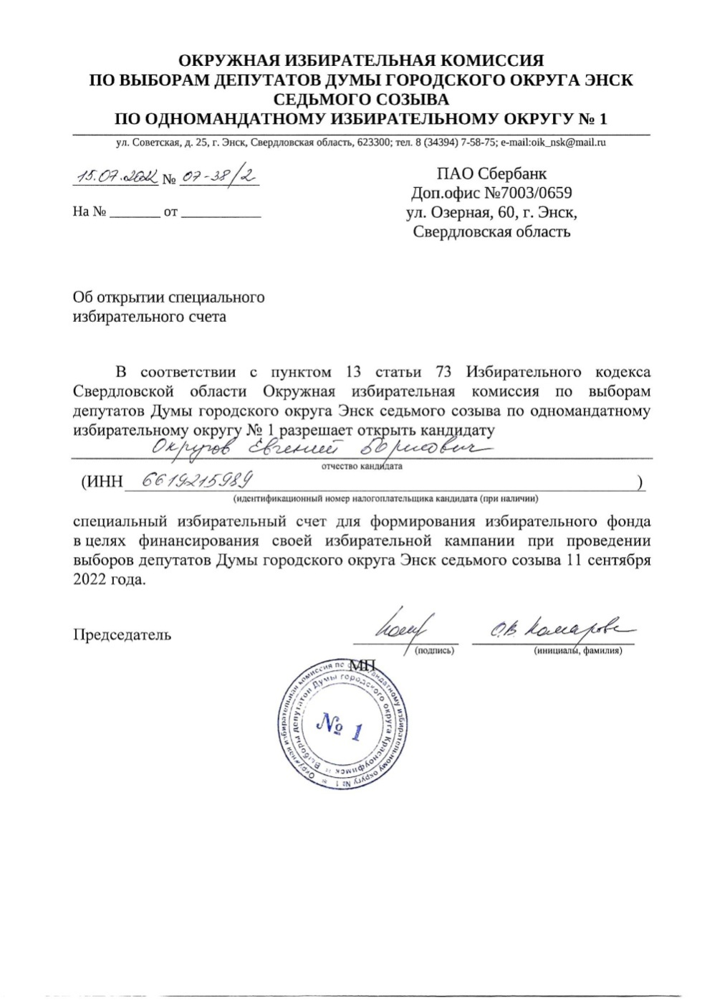 ОКРУЖНАЯ ИЗБИРАТЕЛЬНАЯ КОМИССИЯ
ПО ВЫБОРАМ ДЕПУТАТОВ ДУМЫ ГОРОДСКОГО ОКРУГА ЭНСК
СЕДЬМОГО СОЗЫВА
ПО ОДНОМАНДАТНОМУ ИЗБИРАТЕЛЬНОМУ ОКРУГУ № 1
ул. Советская, д. 25, г. Энск, Свердловская область, 623300; тел. 8 (34394) 7-58-75; e-mail:oik_nsk@mail.ru
15.07.2022 № 07-38/2
На № ________ от ____________
ПАО Сбербанк
Доп.офис №7003/0659
ул. Озерная, 60, г. Энск,
Свердловская область
Об открытии специального
избирательного счета
В соответствии с пунктом 13 статьи 73 Избирательного кодекса
Свердловской области Окружная избирательная комиссия по выборам
депутатов Думы городского округа Энск седьмого созыва по одномандатному
избирательному округу № 1 разрешает открыть кандидату
Округов Евгений Борисович
отчество кандидата
(ИНН 6619215989 )
(идентификационный номер налогоплательщика кандидата (при наличии)
специальный избирательный счет для формирования избирательного фонда
в целях финансирования своей избирательной кампании при проведении
выборов депутатов Думы городского округа Энск седьмого созыва 11 сентября
2022 года.
Председатель
О.В. Комарова
(подпись) (инициалы, фамилия)
МП
Окружная избирательная комиссия по одномандатному избирательному округу № 1
Выборы депутатов Думы городского округа Красноуфимск
№ 1